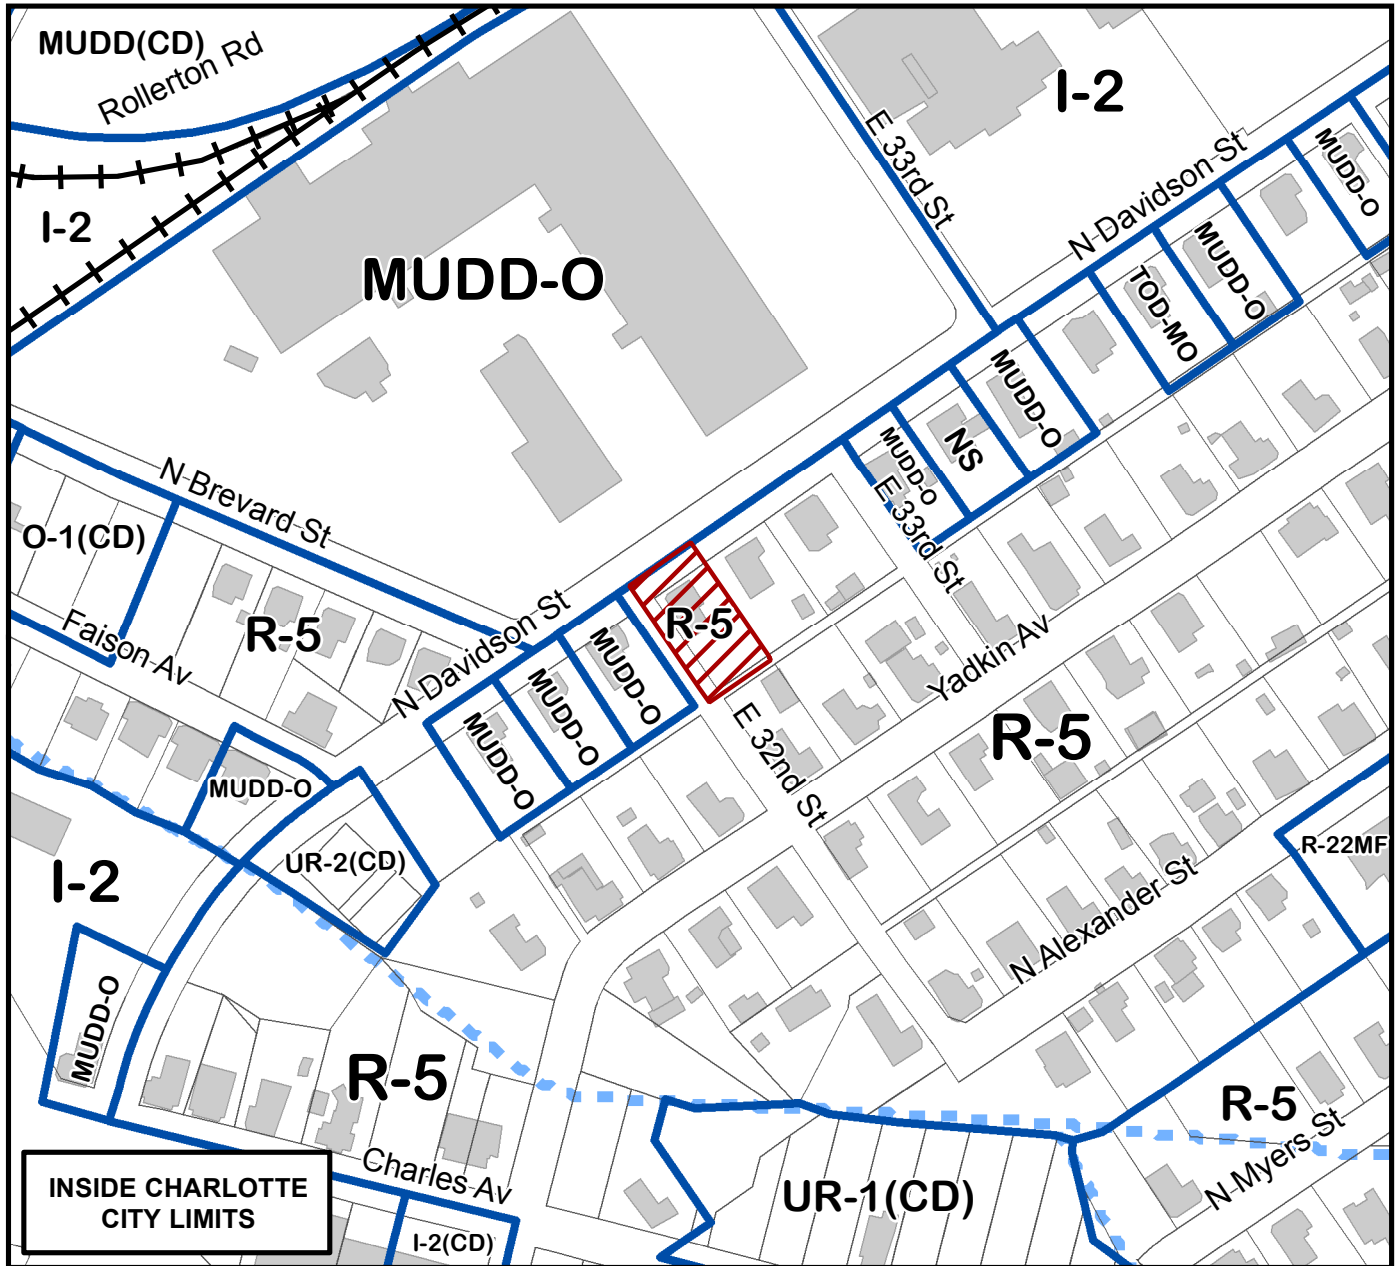 MUDD(CD)
Rollerton Rd
I-2
E 33rd St
N Davidson St
MUDD-O
I-2
MUDD-O
MUDD-O
TOD-MO
MUDD-O
NS
MUDD-O
E 33rd St
N Brevard St
O-1(CD)
R-5
Faison Av
N Davidson St
R-5
MUDD-O
MUDD-O
MUDD-O
Yadkin Av
R-5
E 32nd St
MUDD-O
UR-2(CD)
R-22MF
I-2
N Alexander St
MUDD-O
R-5
R-5
N Myers St
Charles Av
UR-1(CD)
I-2(CD)
INSIDE CHARLOTTE
CITY LIMITS